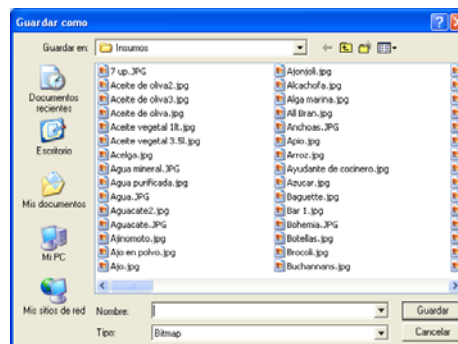 Guardar como
Guardar en: Insumos
Documentos
recientes
Escritorio
Mis documentos
Mi PC
Mis sitios de red
7 up.JPG
Aceite de oliva2.jpg
Aceite de oliva3.jpg
Aceite de oliva.jpg
Aceite vegetal 1lt.jpg
Aceite vegetal 3.5l.jpg
Acelga.jpg
Agua mineral.JPG
Agua purificada.jpg
Agua.JPG
Aguacate2.jpg
Aguacate.JPG
Ajinomoto.jpg
Ajo en polvo.jpg
Ajo.jpg
Ajonjoli.jpg
Alcachofa.jpg
Alga marina.jpg
All Bran.jpg
Anchoas.JPG
Apio.jpg
Arroz.jpg
Ayudante de cocinero.jpg
Azucar.jpg
Baguette.jpg
Bar 1.jpg
Bohemia.JPG
Botellas.jpg
Brocoli.jpg
Buchannans.jpg
Nombre: Guardar
Tipo: Bitmap Cancelar